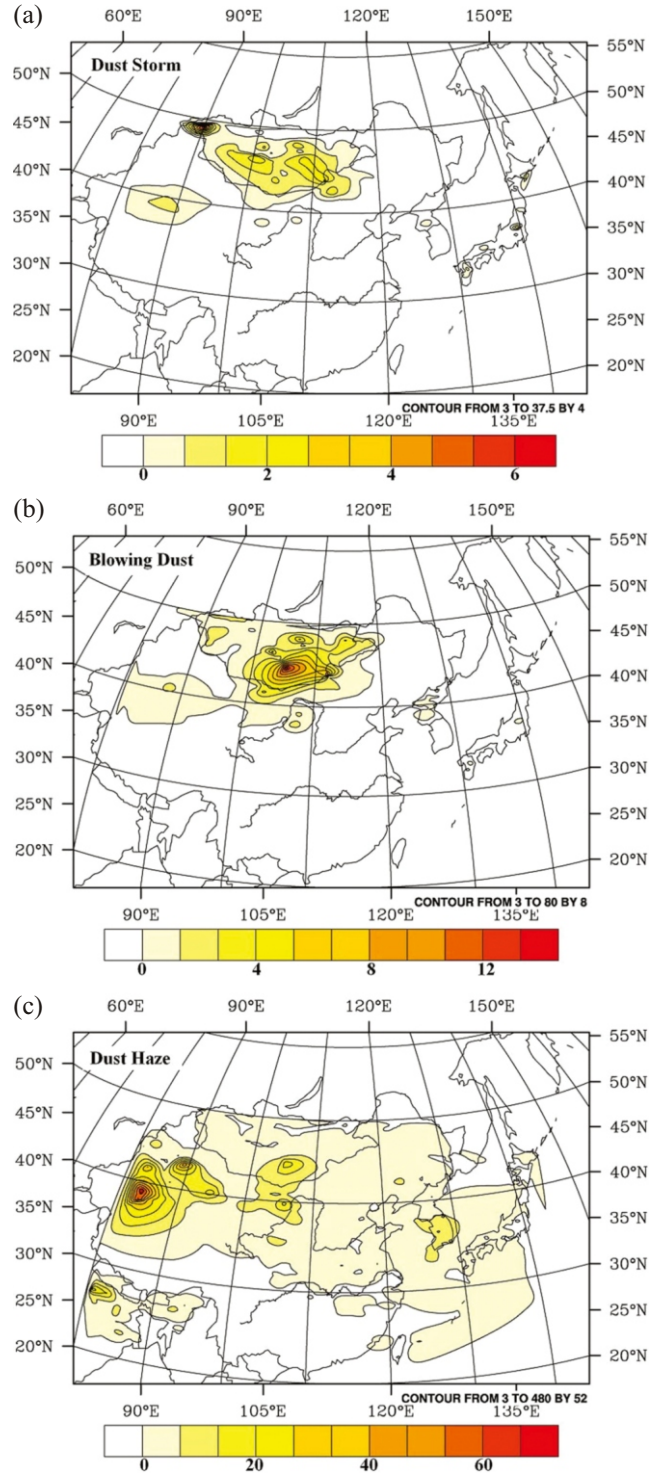 (a)
60°E 90°E 120°E 150°E 160°E
Dust Storm
50°N 55°N
45°N 50°N
40°N 45°N
35°N 40°N
30°N 35°N
25°N 30°N
20°N 25°N
20°N
CONTOUR FROM 3 TO 37.5 BY 4
90°E 105°E 120°E 135°E
0 2 4 6
(b)
60°E 90°E 120°E 150°E
Blowing Dust
50°N 55°N
45°N 50°N
40°N 45°N
35°N 40°N
30°N 35°N
25°N 30°N
20°N 25°N
20°N
CONTOUR FROM 3 TO 80 BY 8
90°E 105°E 120°E 135°E
0 4 8 12
(c)
60°E 90°E 120°E 150°E
Dust Haze
50°N 55°N
45°N 50°N
40°N 45°N
35°N 40°N
30°N 35°N
25°N 30°N
20°N 25°N
20°N
CONTOUR FROM 3 TO 480 BY 52
90°E 105°E 120°E 135°E
0 20 40 60